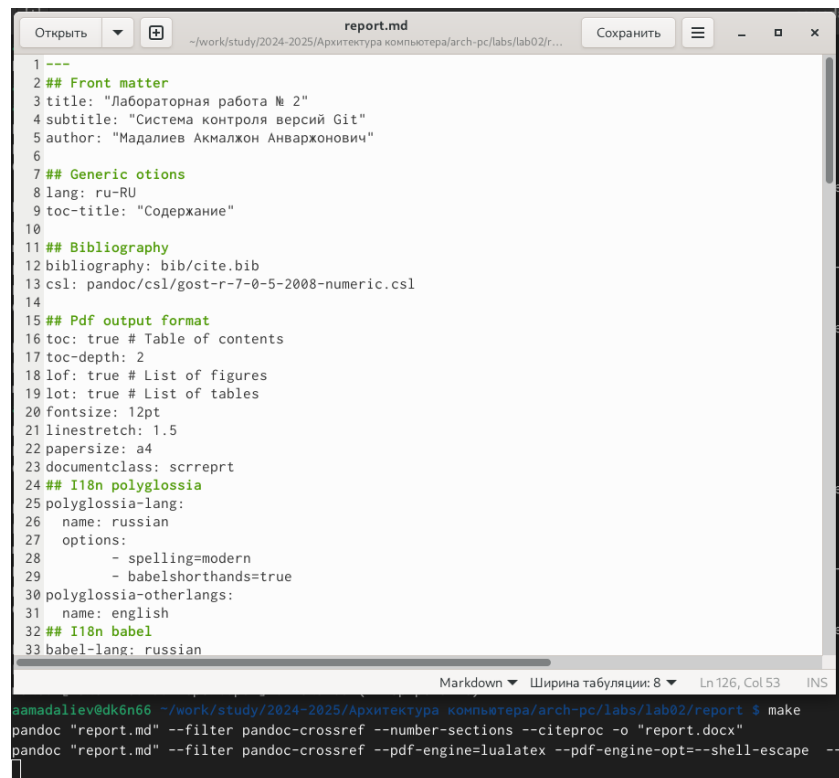 Открыть
report.md
~/work/study/2024-2025/Архитектура компьютера/arch-pc/labs/lab02/r...
Сохранить
1 ---
2 ## Front matter
3 title: "Лабораторная работа № 2"
4 subtitle: "Система контроля версий Git"
5 author: "Мадалиев Акмалжон Анваржонович"
6
7 ## Generic otions
8 lang: ru-RU
9 toc-title: "Содержание"
10
11 ## Bibliography
12 bibliography: bib/cite.bib
13 csl: pandoc/csl/gost-r-7-0-5-2008-numeric.csl
14
15 ## Pdf output format
16 toc: true # Table of contents
17 toc-depth: 2
18 lof: true # List of figures
19 lot: true # List of tables
20 fontsize: 12pt
21 linestretch: 1.5
22 papersize: a4
23 documentclass: scrreprt
24 ## I18n polyglossia
25 polyglossia-lang:
26   name: russian
27   options:
28         - spelling=modern
29         - babelshorthands=true
30 polyglossia-otherlangs:
31   name: english
32 ## I18n babel
33 babel-lang: russian
Markdown Ширина табуляции: 8 Ln 126, Col 53 INS
aamadaliev@dk6n66 ~/work/study/2024-2025/Архитектура компьютера/arch-pc/labs/lab02/report $ make
pandoc "report.md" --filter pandoc-crossref --number-sections --citeproc -o "report.docx"
pandoc "report.md" --filter pandoc-crossref --pdf-engine=lualatex --pdf-engine-opt=--shell-escape --